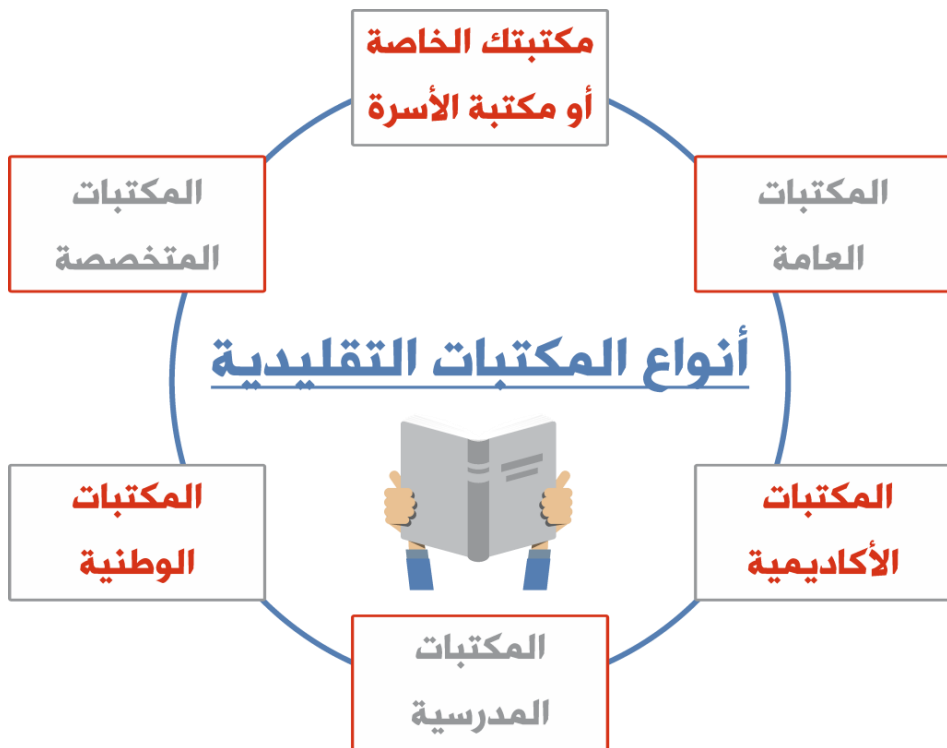 أنواع المكتبات التقليدية
مكتبتك الخاصة
أو مكتبة الأسرة
المكتبات
العامة
المكتبات
الأكاديمية
المكتبات
المدرسية
المكتبات
الوطنية
المكتبات
المتخصصة